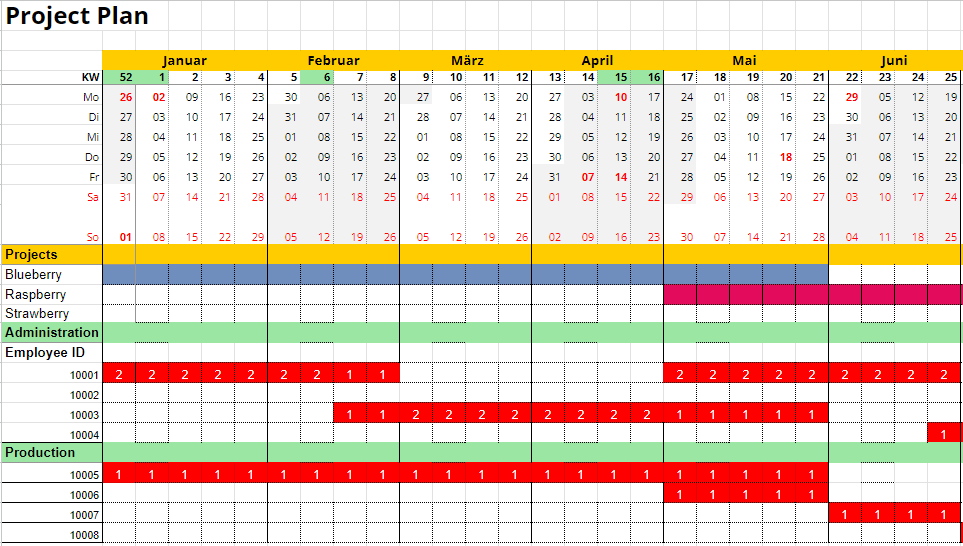 Project Plan
Januar Februar März April Mai Juni
KW 52 1 2 3 4 5 6 7 8 9 10 11 12 13 14 15 16 17 18 19 20 21 22 23 24 25
Mo 26 02 09 16 23 30 06 13 20 27 06 13 20 27 03 10 17 24 01 08 15 22 29 05 12 19
Di 27 03 10 17 24 31 07 14 21 28 07 14 21 28 04 11 18 25 02 09 16 23 30 06 13 20
Mi 28 04 11 18 25 01 08 15 22 01 08 15 22 29 05 12 19 26 03 10 17 24 31 07 14 21
Do 29 05 12 19 26 02 09 16 23 02 09 16 23 30 06 13 20 27 04 11 18 25 01 08 15 22
Fr 30 06 13 20 27 03 10 17 24 03 10 17 24 31 07 14 21 28 05 12 19 26 02 09 16 23
Sa 31 07 14 21 28 04 11 18 25 04 11 18 25 01 08 15 22 29 06 13 20 27 03 10 17 24
So 01 08 15 22 29 05 12 19 26 05 12 19 26 02 09 16 23 30 07 14 21 28 04 11 18 25
Projects
Blueberry
Raspberry
Strawberry
Administration
Employee ID
10001 2 2 2 2 2 2 2 1 1 2 2 2 2 2 2 2 2 2
10002
10003 1 1 2 2 2 2 2 2 2 2 1 1 1 1 1
10004 1
Production
10005 1 1 1 1 1 1 1 1 1 1 1 1 1 1 1 1 1 1 1 1 1 1
10006 1 1 1 1 1
10007 1 1 1 1
10008